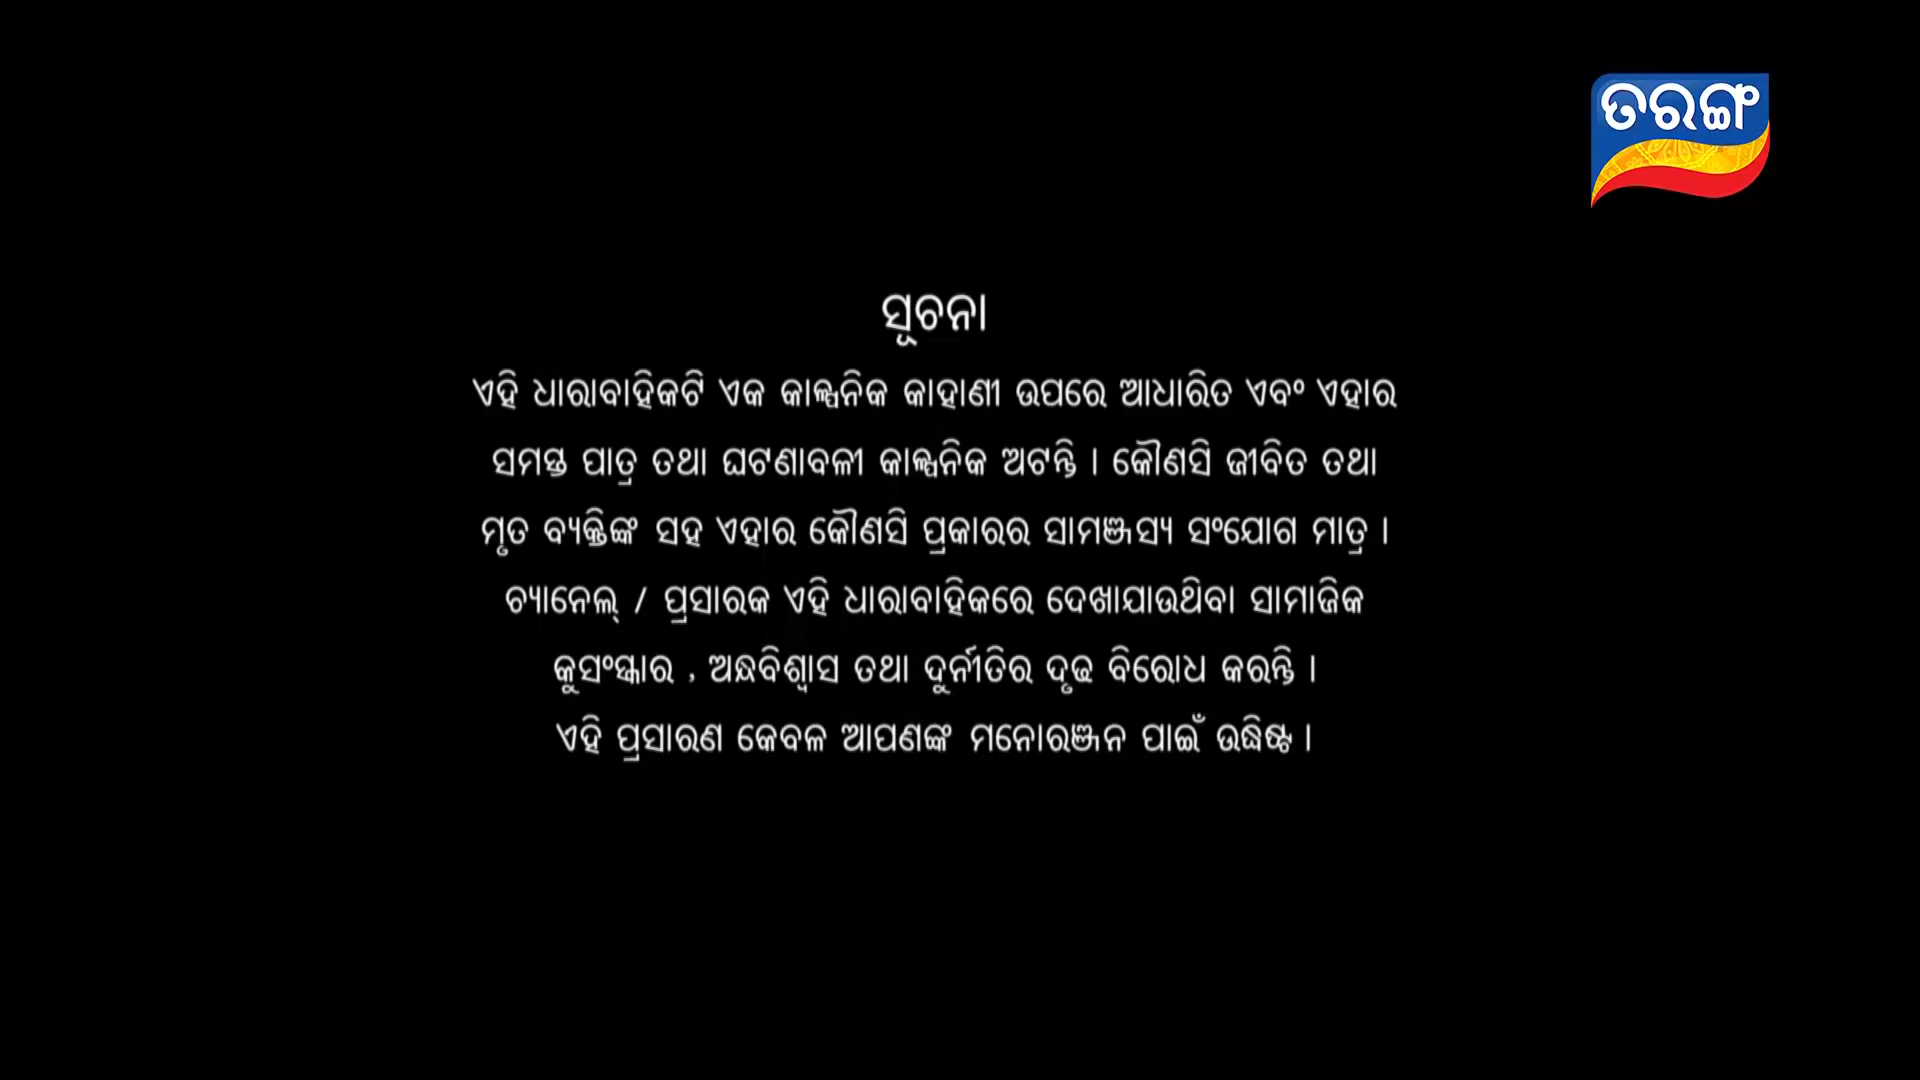 ତରଙ୍ଗ
ସୂଚନା
ଏହି ଧାରାବାହିକଟି ଏକ କାଳ୍ପନିକ କାହାଣୀ ଉପରେ ଆଧାରିତ ଏବଂ ଏହାର
ସମସ୍ତ ପାତ୍ର ତଥା ଘଟଣାବଳୀ କାଳ୍ପନିକ ଅଟନ୍ତି । କୌଣସି ଜୀବିତ ତଥା
ମୃତ ବ୍ୟକ୍ତିଙ୍କ ସହ ଏହାର କୌଣସି ପ୍ରକାରର ସାମଞ୍ଜସ୍ୟ ସଂଯୋଗ ମାତ୍ର ।
ଚ୍ୟାନେଲ୍ / ପ୍ରସାରକ ଏହି ଧାରାବାହିକରେ ଦେଖାଯାଉଥିବା ସାମାଜିକ
କୁସଂସ୍କାର , ଅନ୍ଧବିଶ୍ୱାସ ତଥା ଦୁର୍ନୀତିର ଦୃଢ ବିରୋଧ କରନ୍ତି ।
ଏହି ପ୍ରସାରଣ କେବଳ ଆପଣଙ୍କ ମନୋରଞ୍ଜନ ପାଇଁ ଉଦ୍ଧିଷ୍ଟ ।